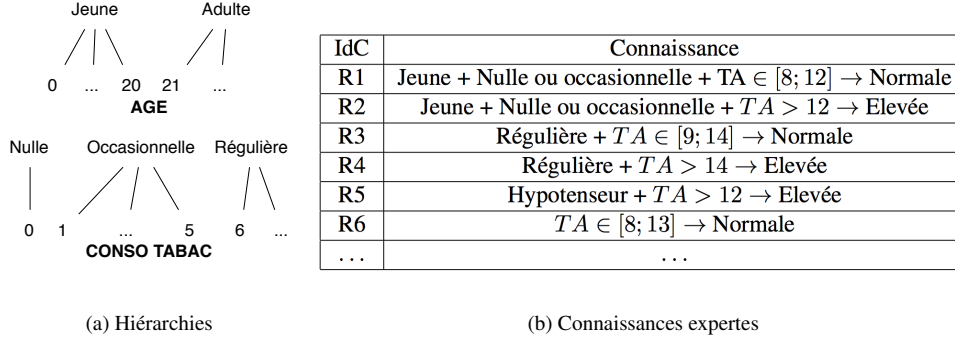 Jeune Adulte
0 ... 20 21 ...
AGE
Nulle Occasionnelle Régulière
0 1 ... 5 6 ...
CONSO TABAC
(a) Hiérarchies
IdC Connaissance
R1 Jeune + Nulle ou occasionnelle + TA ∈ [8; 12] → Normale
R2 Jeune + Nulle ou occasionnelle + TA > 12 → Elevée
R3 Régulière + TA ∈ [9; 14] → Normale
R4 Régulière + TA > 14 → Elevée
R5 Hypotenseur + TA > 12 → Elevée
R6 TA ∈ [8; 13] → Normale
... ...
(b) Connaissances expertes